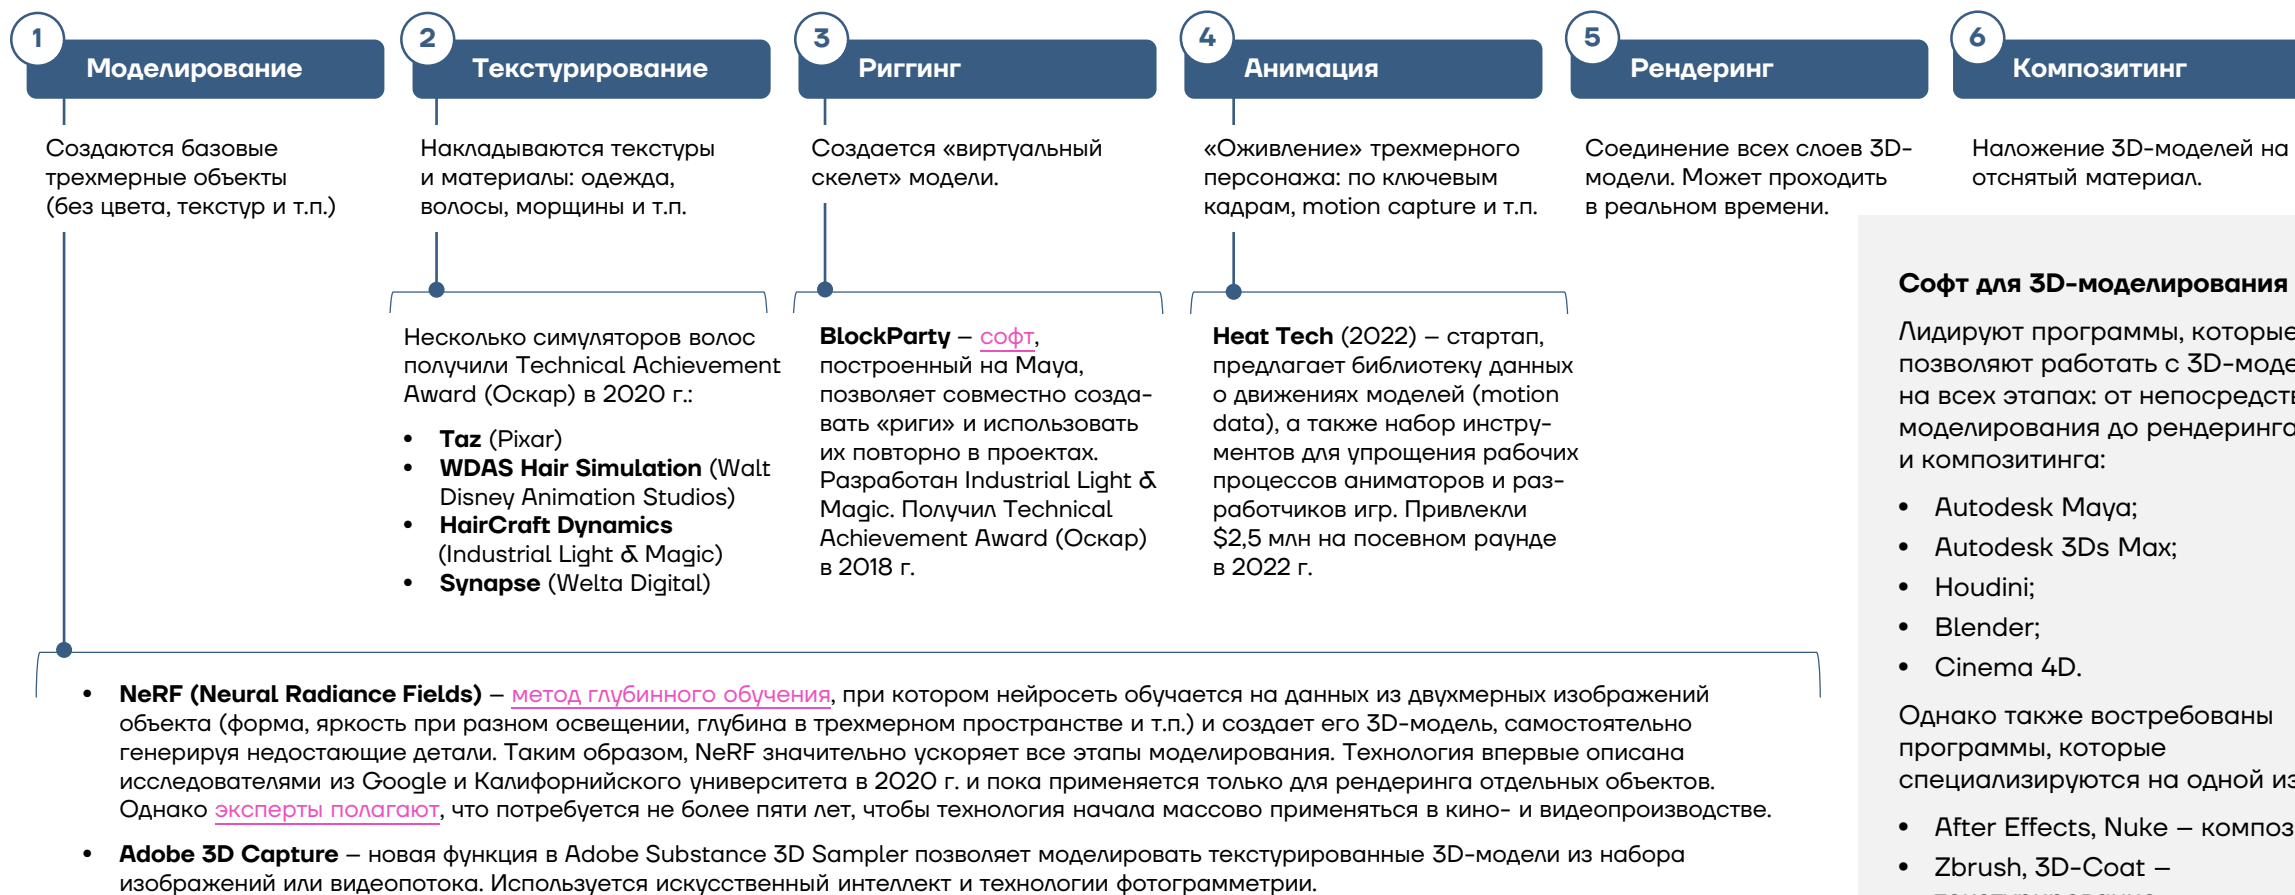 1
Моделирование
Создаются базовые
трехмерные объекты
(без цвета, текстур и т.п.)
2
Текстурирование
Накладываются текстуры
и материалы: одежда,
волосы, морщины и т.п.
3
Риггинг
Создается «виртуальный
скелет» модели.
4
Анимация
«Оживление» трехмерного
персонажа: по ключевым
кадрам, motion capture и т.п.
5
Рендеринг
Соединение всех слоев 3D-
модели. Может проходить
в реальном времени.
6
Композитинг
Наложение 3D-моделей на
отснятый материал.
Несколько симуляторов волос
получили Technical Achievement
Award (Оскар) в 2020 г.:
• Taz (Pixar)
• WDAS Hair Simulation (Walt
Disney Animation Studios)
• HairCraft Dynamics
(Industrial Light & Magic)
• Synapse (Welta Digital)
BlockParty – софт,
построенный на Maya,
позволяет совместно созда-
вать «риги» и использовать
их повторно в проектах.
Разработан Industrial Light &
Magic. Получил Technical
Achievement Award (Оскар)
в 2018 г.
Heat Tech (2022) – стартап,
предлагает библиотеку данных
о движениях моделей (motion
data), а также набор инстру-
ментов для упрощения рабочих
процессов аниматоров и раз-
работчиков игр. Привлекли
$2,5 млн на посевном раунде
в 2022 г.
• NeRF (Neural Radiance Fields) – метод глубинного обучения, при котором нейросеть обучается на данных из двухмерных изображений
объекта (форма, яркость при разном освещении, глубина в трехмерном пространстве и т.п.) и создает его 3D-модель, самостоятельно
генерируя недостающие детали. Таким образом, NeRF значительно ускоряет все этапы моделирования. Технология впервые описана
исследователями из Google и Калифорнийского университета в 2020 г. и пока применяется только для рендеринга отдельных объектов.
Однако эксперты полагают, что потребуется не более пяти лет, чтобы технология начала массово применяться в кино- и видеопроизводстве.
• Adobe 3D Capture – новая функция в Adobe Substance 3D Sampler позволяет моделировать текстурированные 3D-модели из набора
изображений или видеопотока. Используется искусственный интеллект и технологии фотограмметрии.
Софт для 3D-моделирования
Лидируют программы, которые
позволяют работать с 3D-моде
на всех этапах: от непосредств
моделирования до рендеринга
и композитинга:
• Autodesk Maya;
• Autodesk 3Ds Max;
• Houdini;
• Blender;
• Cinema 4D.
Однако также востребованы
программы, которые
специализируются на одной из
• After Effects, Nuke – композ
• Zbrush, 3D-Coat –